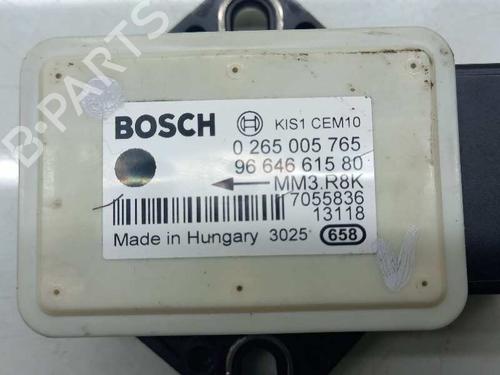 B-PARTS
BOSCH KIS1 CEM10
0 265 005 765
96 646 615 80
MM3.R8K
7055836
13118
Made in Hungary 3025 658